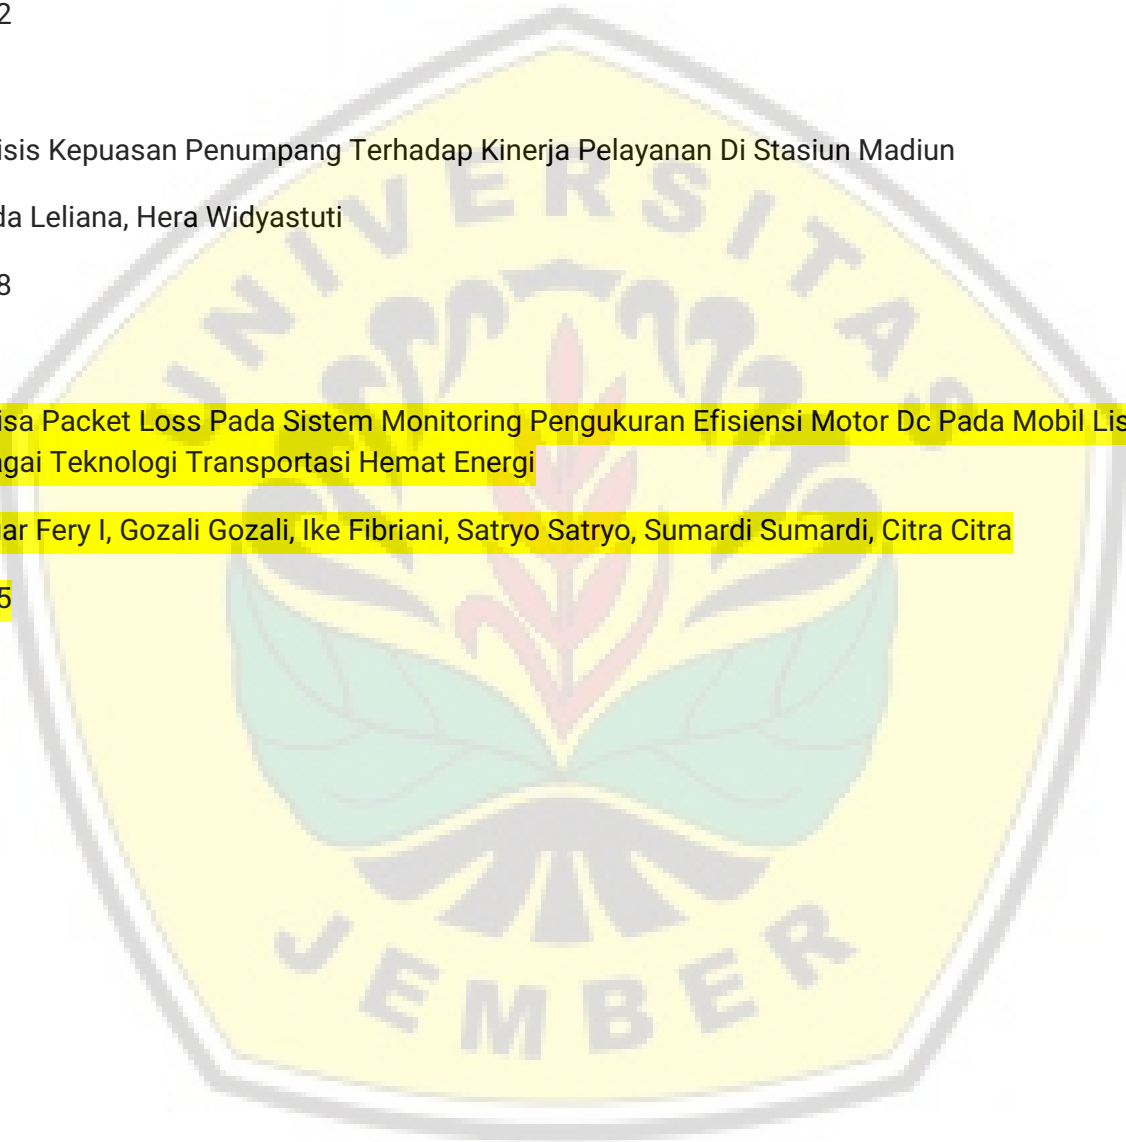 2
isis Kepuasan Penumpang Terhadap Kinerja Pelayanan Di Stasiun Madiun
da Leliana, Hera Widyastuti
8
isa Packet Loss Pada Sistem Monitoring Pengukuran Efisiensi Motor Dc Pada Mobil Lis
agai Teknologi Transportasi Hemat Energi
ar Fery I, Gozali Gozali, Ike Fibriani, Satryo Satryo, Sumardi Sumardi, Citra Citra
5
UNIVERSITAS
JEMBER